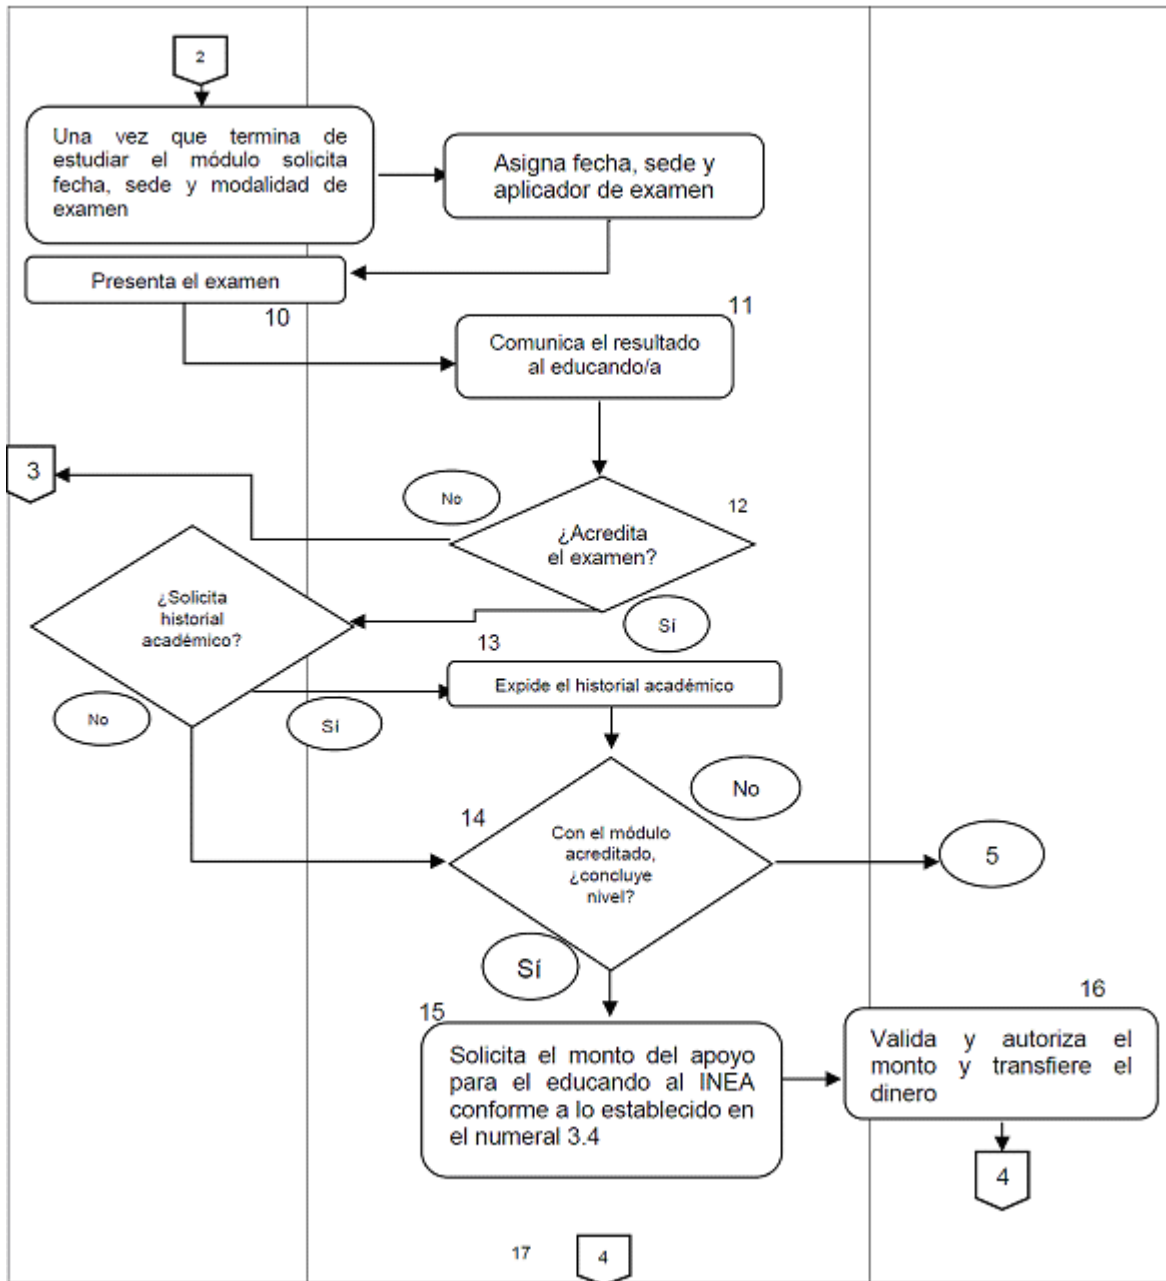 2
Una vez que termina de
estudiar el módulo solicita
fecha, sede y modalidad de
examen
Asigna fecha, sede y
aplicador de examen
Presenta el examen
10
11
Comunica el resultado
al educando/a
3
No
12
¿Acredita
el examen?
¿Solicita
historial
académico?
Sí
13
Expide el historial académico
No
Sí
No
14
Con el módulo
acreditado,
¿concluye
nivel?
5
Sí
15
Solicita el monto del apoyo
para el educando al INEA
conforme a lo establecido en
el numeral 3.4
16
Valida y autoriza el
monto y transfiere el
dinero
4
17
4